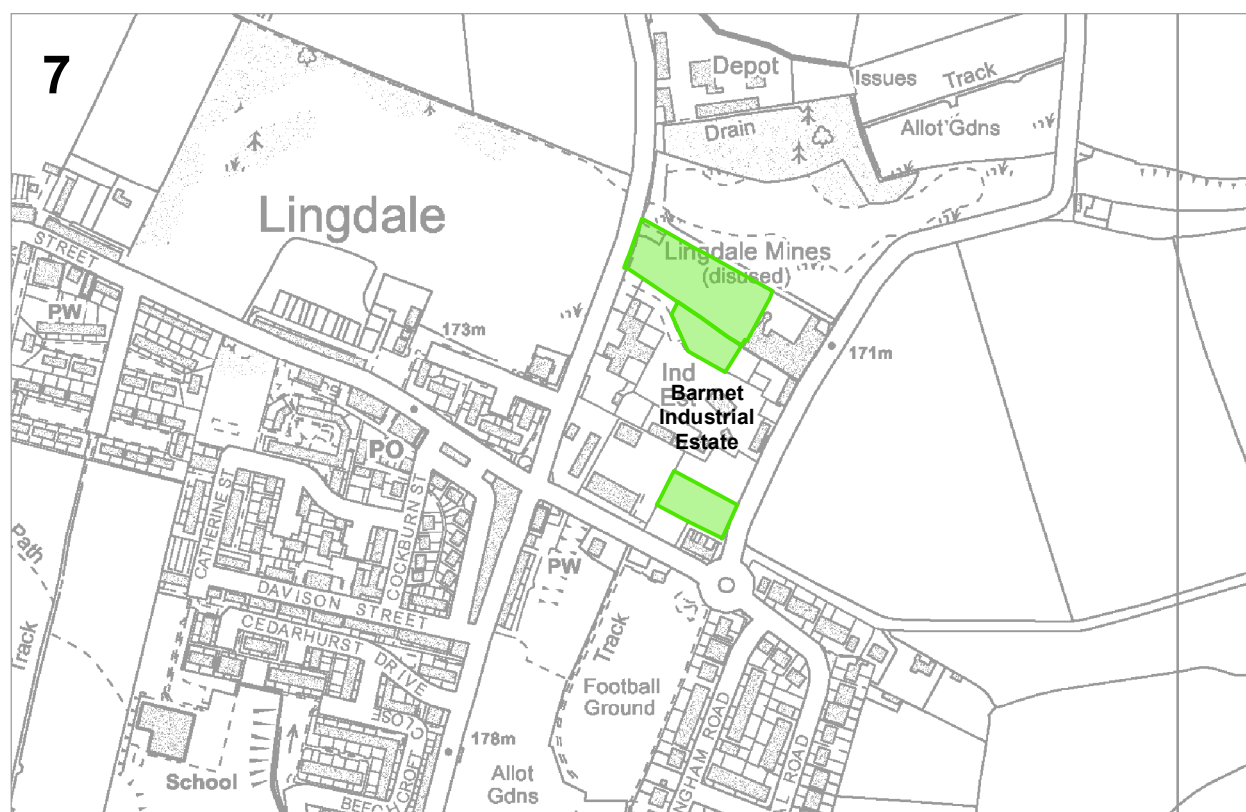 7
Depot
Issues
Track
Drain
Allot Gdns
Lingdale
STREET
Lingdale Mines
(disused)
PW
173m
171m
Ind
Est
Barmet
Industrial
Estate
PO
CATHERINE ST
COCKBURN ST
Path
PW
DAVISON STREET
CEDARHURST DRIVE
Track
Track
Football
Ground
CLOSE
178m
School
Allot
Gdns
ROAD
ROAD